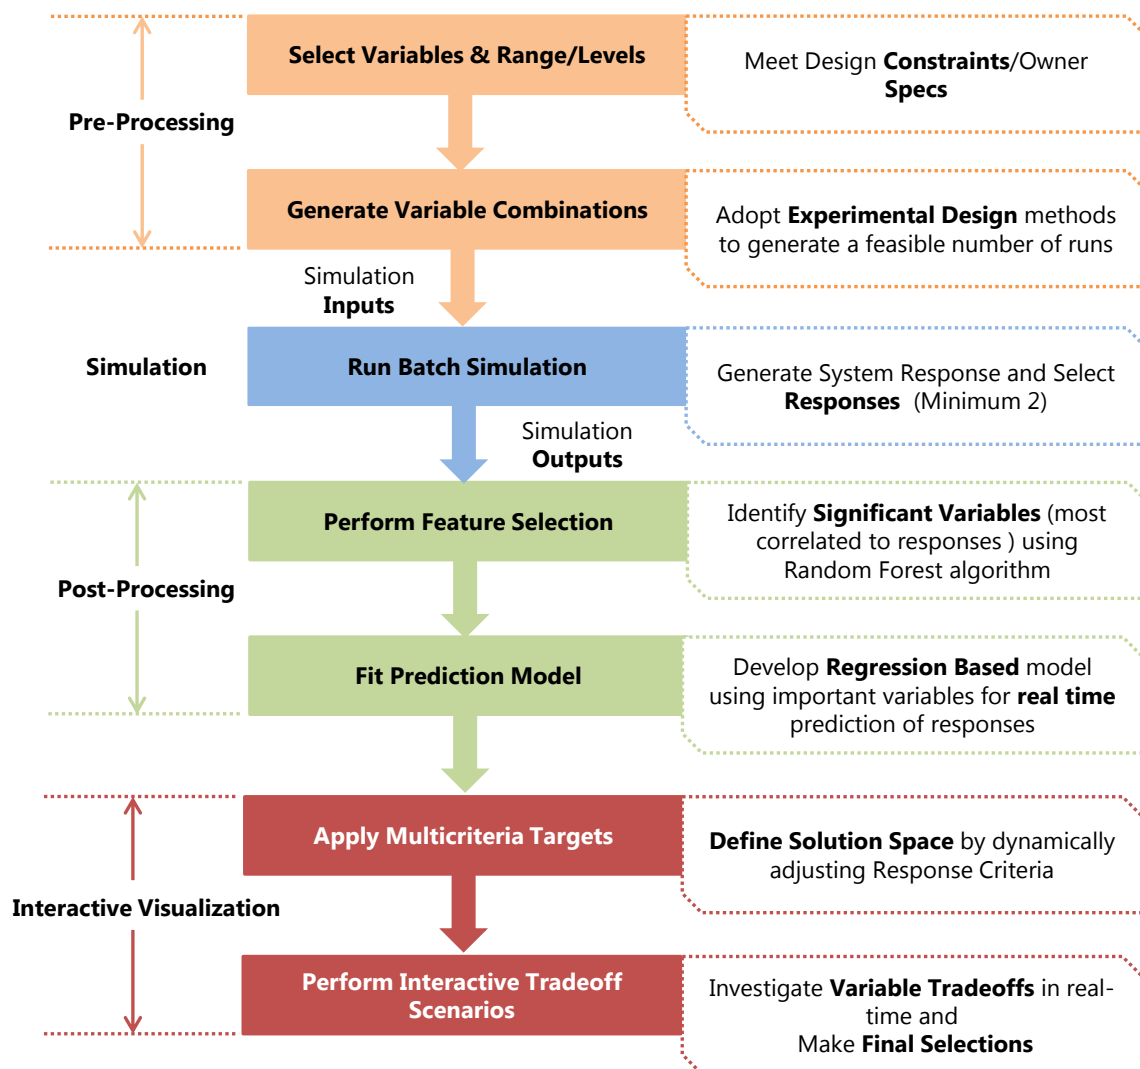 Select Variables & Range/Levels
Meet Design Constraints/Owner
Specs
Pre-Processing
Generate Variable Combinations
Adopt Experimental Design methods
to generate a feasible number of runs
Simulation
Inputs
Simulation
Run Batch Simulation
Generate System Response and Select
Responses (Minimum 2)
Simulation
Outputs
Perform Feature Selection
Identify Significant Variables (most
correlated to responses ) using
Random Forest algorithm
Post-Processing
Fit Prediction Model
Develop Regression Based model
using important variables for real time
prediction of responses
Apply Multicriteria Targets
Define Solution Space by dynamically
adjusting Response Criteria
Interactive Visualization
Perform Interactive Tradeoff
Scenarios
Investigate Variable Tradeoffs in real-
time and
Make Final Selections